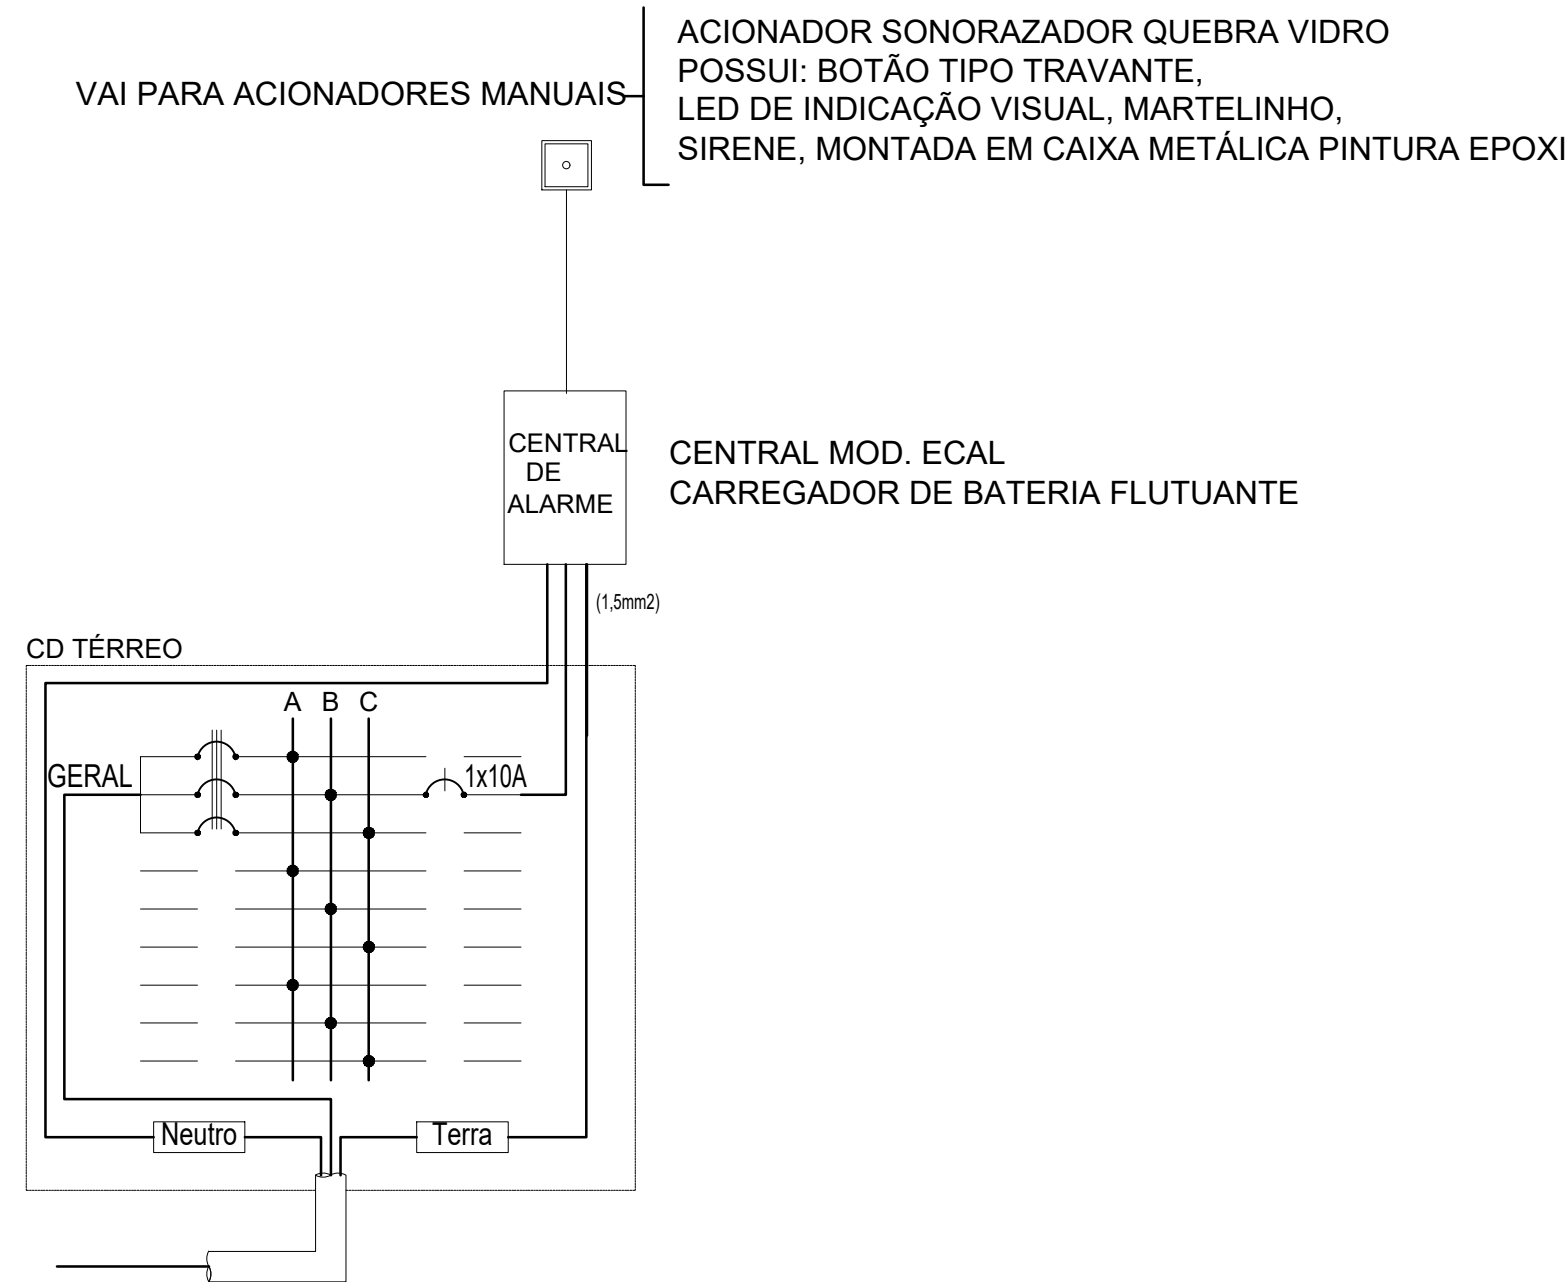 ACIONADOR SONORAZADOR QUEBRA VIDRO
POSSUI: BOTÃO TIPO TRAVANTE,
VAI PARA ACIONADORES MANUAIS
LED DE INDICAÇÃO VISUAL, MARTELINHO,
SIRENE, MONTADA EM CAIXA METÁLICA PINTURA EPOXI
CENTRAL
DE
ALARME
CENTRAL MOD. ECAL
CARREGADOR DE BATERIA FLUTUANTE
(1,5mm2)
CD TÉRREO
A B C
GERAL
1x10A
Neutro
Terra